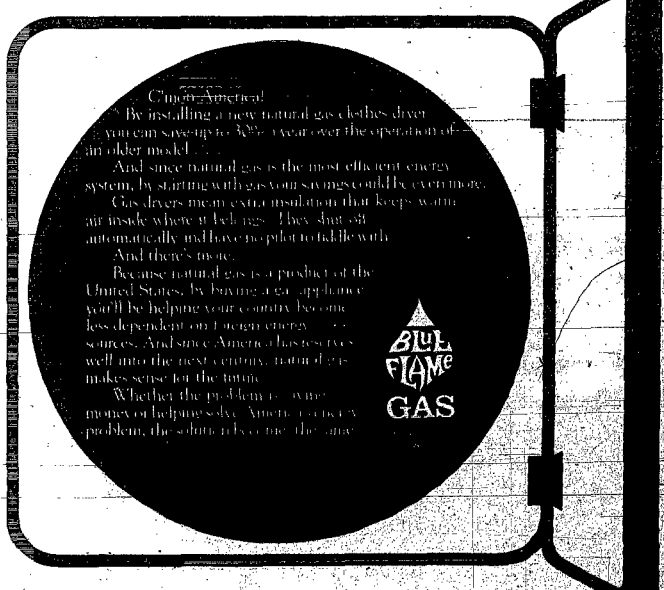 C'mon America!
By installing a new natural gas clothes dryer
you can save up to 30% a year over the operation of
an older model . . .
And since natural gas is the most efficient energy
system, by starting with gas your savings could be even more.
Gas dryers mean extra insulation that keeps warm
air inside where it belongs. They shut off
automatically and have no pilot to fiddle with.
And there's more.
Because natural gas is a product of the
United States, by buying a gas appliance
you'll be helping your country become
less dependent on foreign energy
sources. And since America has reserves
well into the next century, natural gas
makes sense for the future.
Whether the problem is saving
money or helping solve America's energy
problem, the solution becomes the same.
BLUE
FLAME
GAS